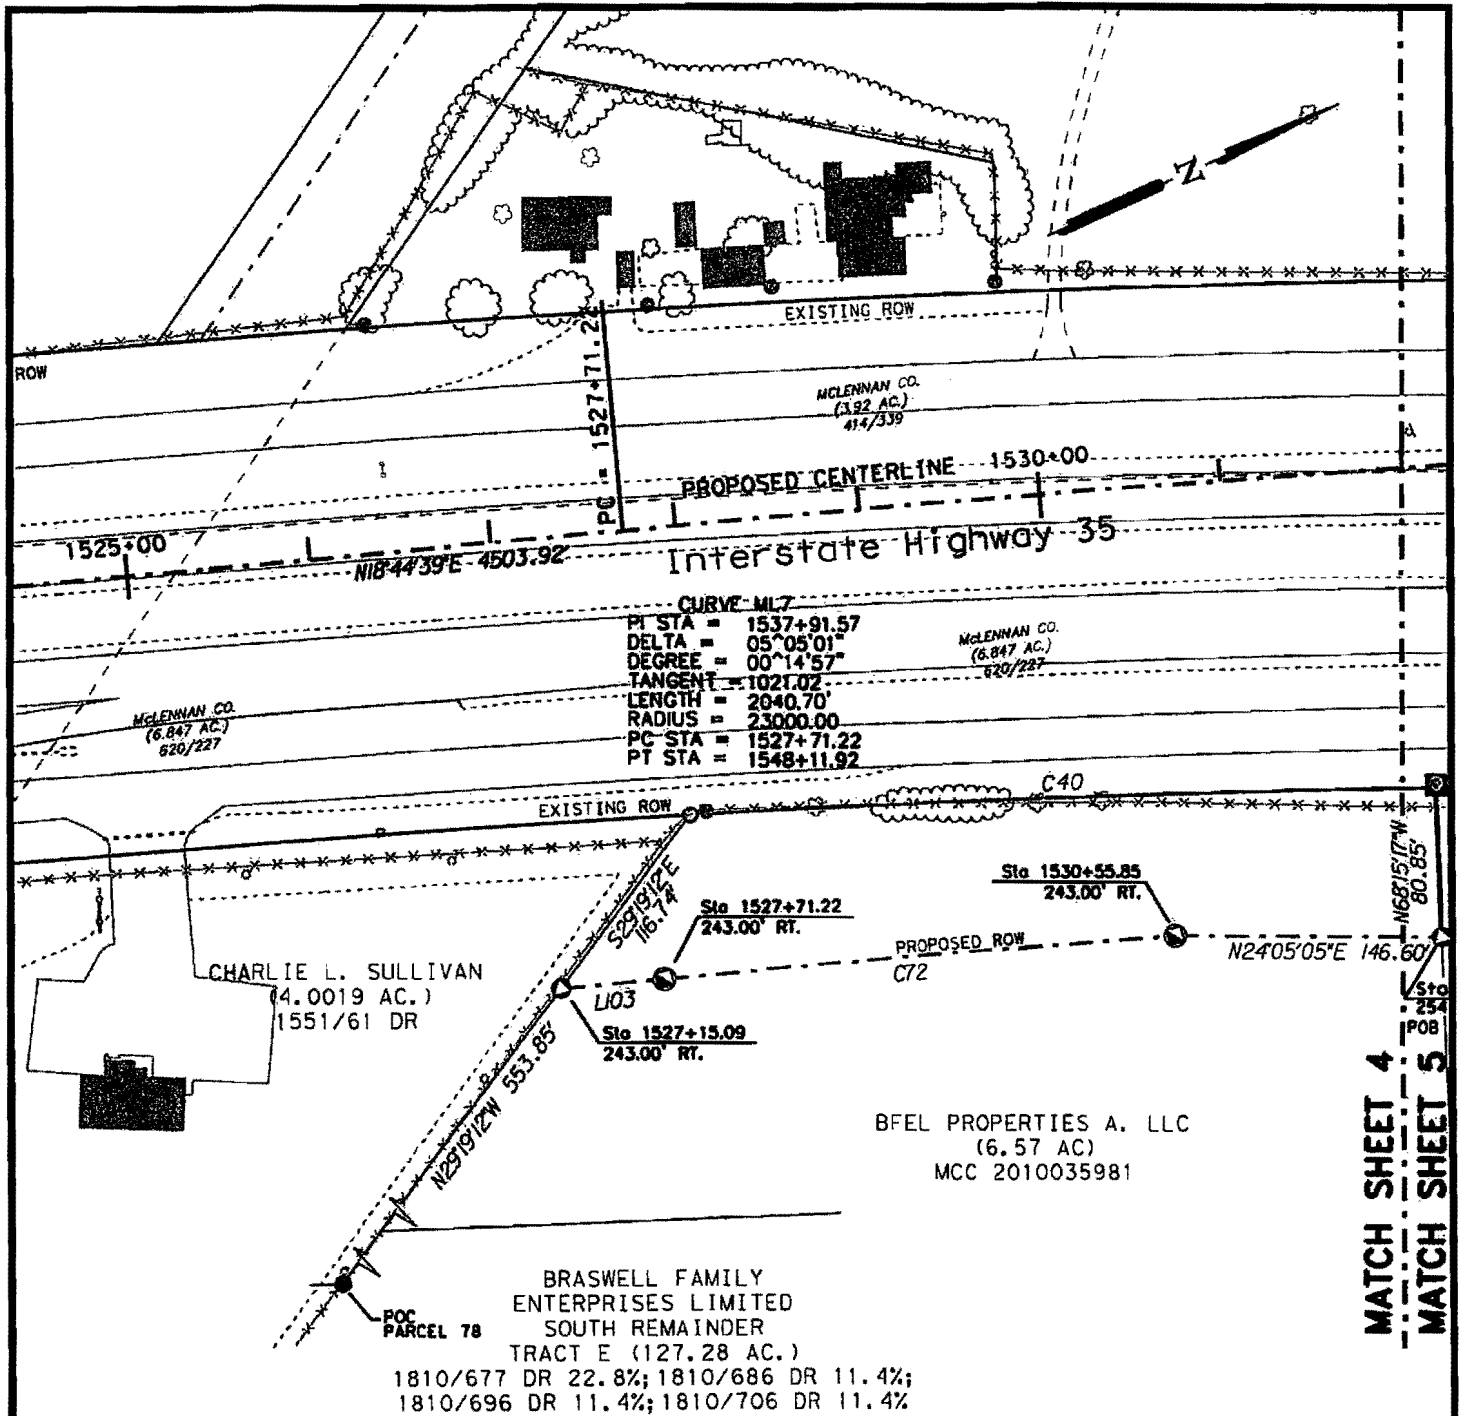 N
EXISTING ROW
ROW
PC = 1527+71.22
McLENNAN CO.
(3.92 AC.)
414/339
PROPOSED CENTERLINE
1530+00
1525+00
N18°44'39"E 4503.92'
Interstate Highway 35
CURVE ML7
PI STA = 1537+91.57
DELTA = 05^05'01"
DEGREE = 00^14'57"
TANGENT = 1021.02
LENGTH = 2040.70'
RADIUS = 23000.00
PC STA = 1527+71.22
PT STA = 1548+11.92
McLENNAN CO.
(6.847 AC.)
620/227
McLENNAN CO.
(6.847 AC.)
620/227
EXISTING ROW
C40
N68°15'17"W
80.85'
S29°19'12"E
116.74'
Sta 1530+55.85
243.00' RT.
Sta 1527+71.22
243.00' RT.
PROPOSED ROW
C72
N24°05'05"E 146.60'
L103
Sta
254
POB
CHARLIE L. SULLIVAN
(4.0019 AC.)
1551/61 DR
Sta 1527+15.09
243.00' RT.
N29°19'12"W 553.85'
BFEL PROPERTIES A. LLC
(6.57 AC)
MCC 2010035981
MATCH SHEET 4
MATCH SHEET 5
POC
PARCEL 78
BRASWELL FAMILY
ENTERPRISES LIMITED
SOUTH REMAINDER
TRACT E (127.28 AC.)
1810/677 DR 22.8%; 1810/686 DR 11.4%;
1810/696 DR 11.4%; 1810/706 DR 11.4%